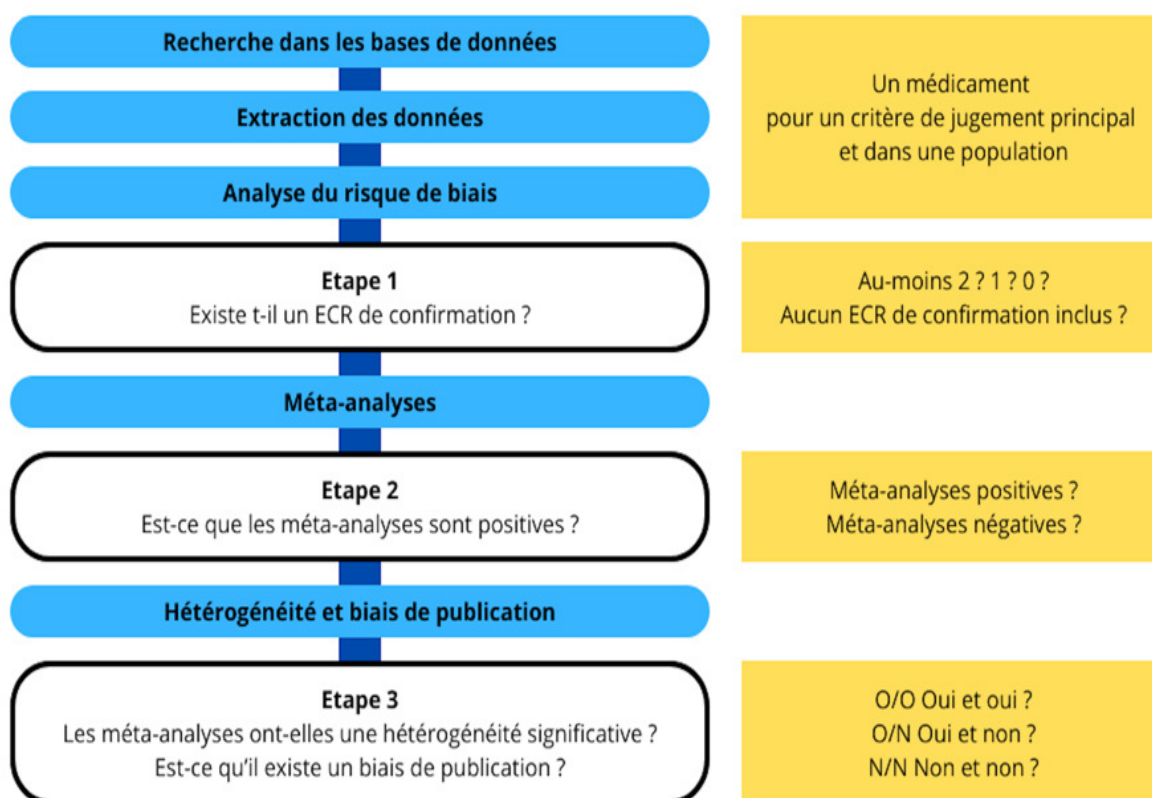 Recherche dans les bases de données
Extraction des données
Analyse du risque de biais
Un médicament
pour un critère de jugement principal
et dans une population
Etape 1
Existe t-il un ECR de confirmation ?
Au-moins 2 ? 1 ? 0 ?
Aucun ECR de confirmation inclus ?
Méta-analyses
Etape 2
Est-ce que les méta-analyses sont positives ?
Méta-analyses positives ?
Méta-analyses négatives ?
Hétérogénéité et biais de publication
Etape 3
Les méta-analyses ont-elles une hétérogénéité significative ?
Est-ce qu'il existe un biais de publication ?
O/O Oui et oui ?
O/N Oui et non ?
N/N Non et non ?